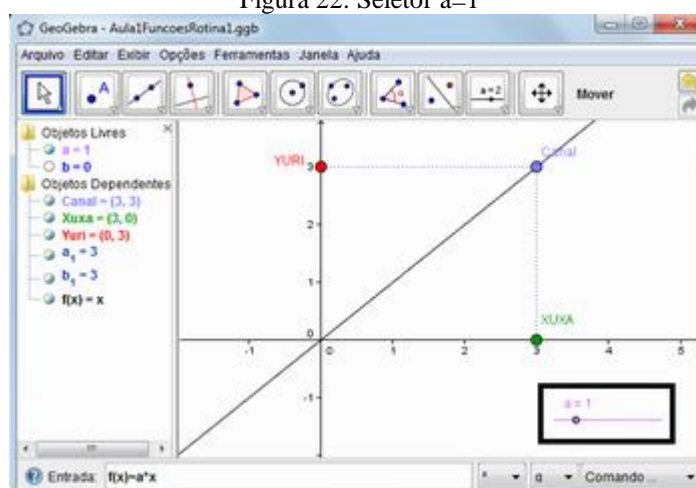 Figura 22: Seletor a=1
GeoGebra - Aula1FuncoesRotina1.ggb
Arquivo Editar Exibir Opções Ferramentas Janela Ajuda
A
a=2
Mover
Objetos Livres
a = 1
b = 0
Objetos Dependentes
Canal = (3, 3)
Xuxa = (3, 0)
Yuri = (0, 3)
a1 = 3
b1 = 3
f(x) = x
YURI
3
Canal
2
1
XUXA
0
-1
0
1
2
3
4
5
-1
a = 1
Entrada:
f(x)=a*x
α
Comando ...